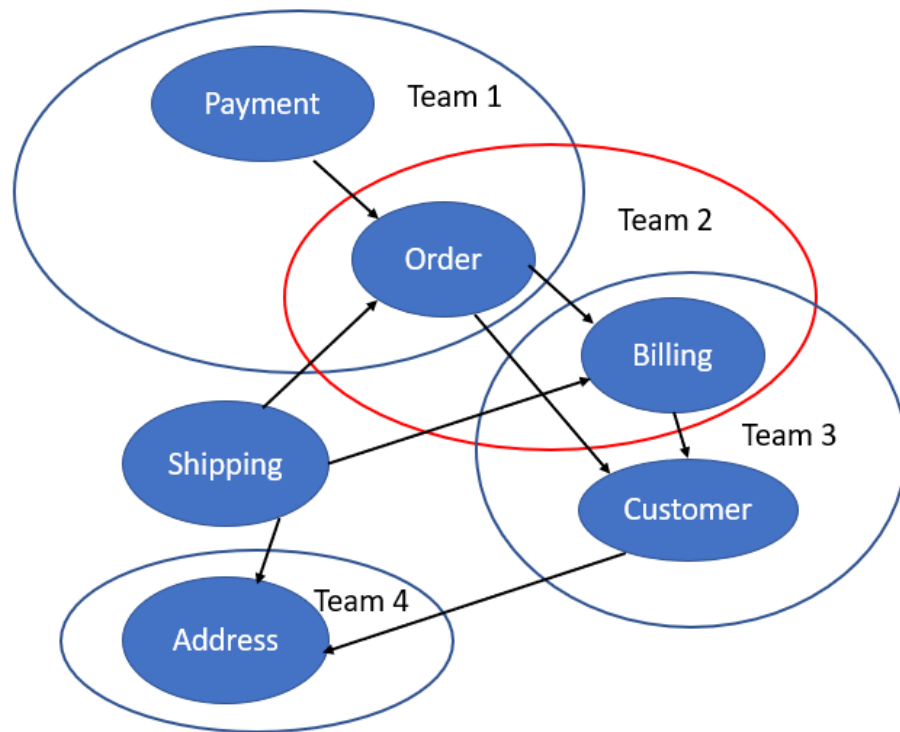 Payment
Team 1
Team 2
Order
Billing
Team 3
Shipping
Customer
Team 4
Address